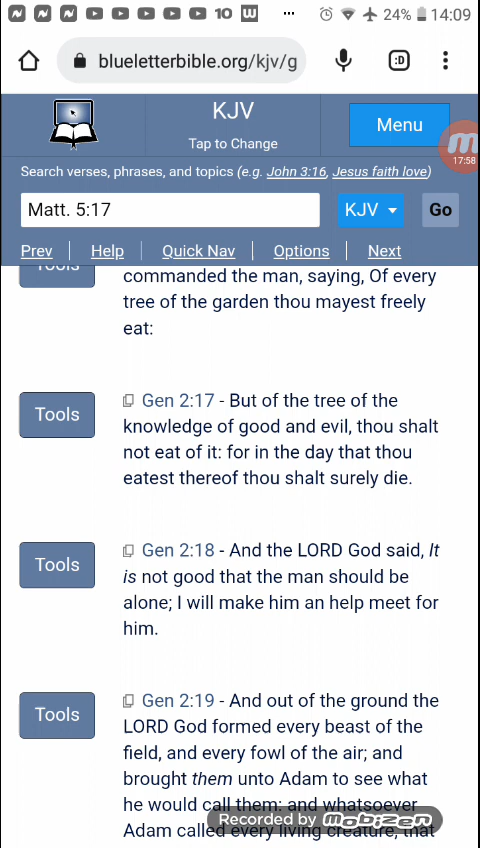 10 W ... 24% 14:09
blueletterbible.org/kjv/g :D
KJV
Tap to Change
Menu
17:58
Search verses, phrases, and topics (e.g. John 3:16, Jesus faith love)
Matt. 5:17 KJV Go
Prev | Help | Quick Nav | Options | Next
Tools
commanded the man, saying, Of every
tree of the garden thou mayest freely
eat:
Tools
Gen 2:17 - But of the tree of the
knowledge of good and evil, thou shalt
not eat of it: for in the day that thou
eatest thereof thou shalt surely die.
Tools
Gen 2:18 - And the LORD God said, It
is not good that the man should be
alone; I will make him an help meet for
him.
Tools
Gen 2:19 - And out of the ground the
LORD God formed every beast of the
field, and every fowl of the air; and
brought them unto Adam to see what
he would call them: and whatsoever
Adam called every living creature, that
Recorded by mobizen